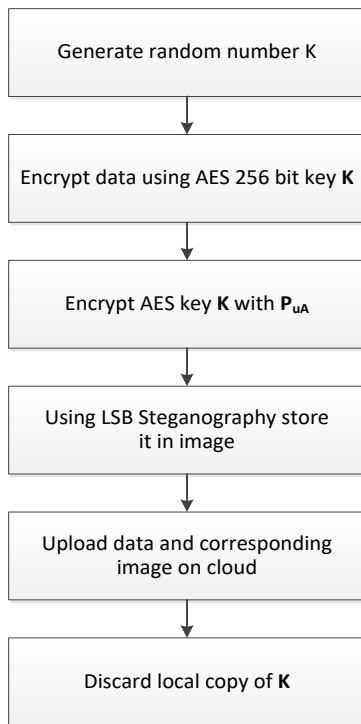 Generate random number K
Encrypt data using AES 256 bit key K
Encrypt AES key K with PuA
Using LSB Steganography store
it in image
Upload data and corresponding
image on cloud
Discard local copy of K